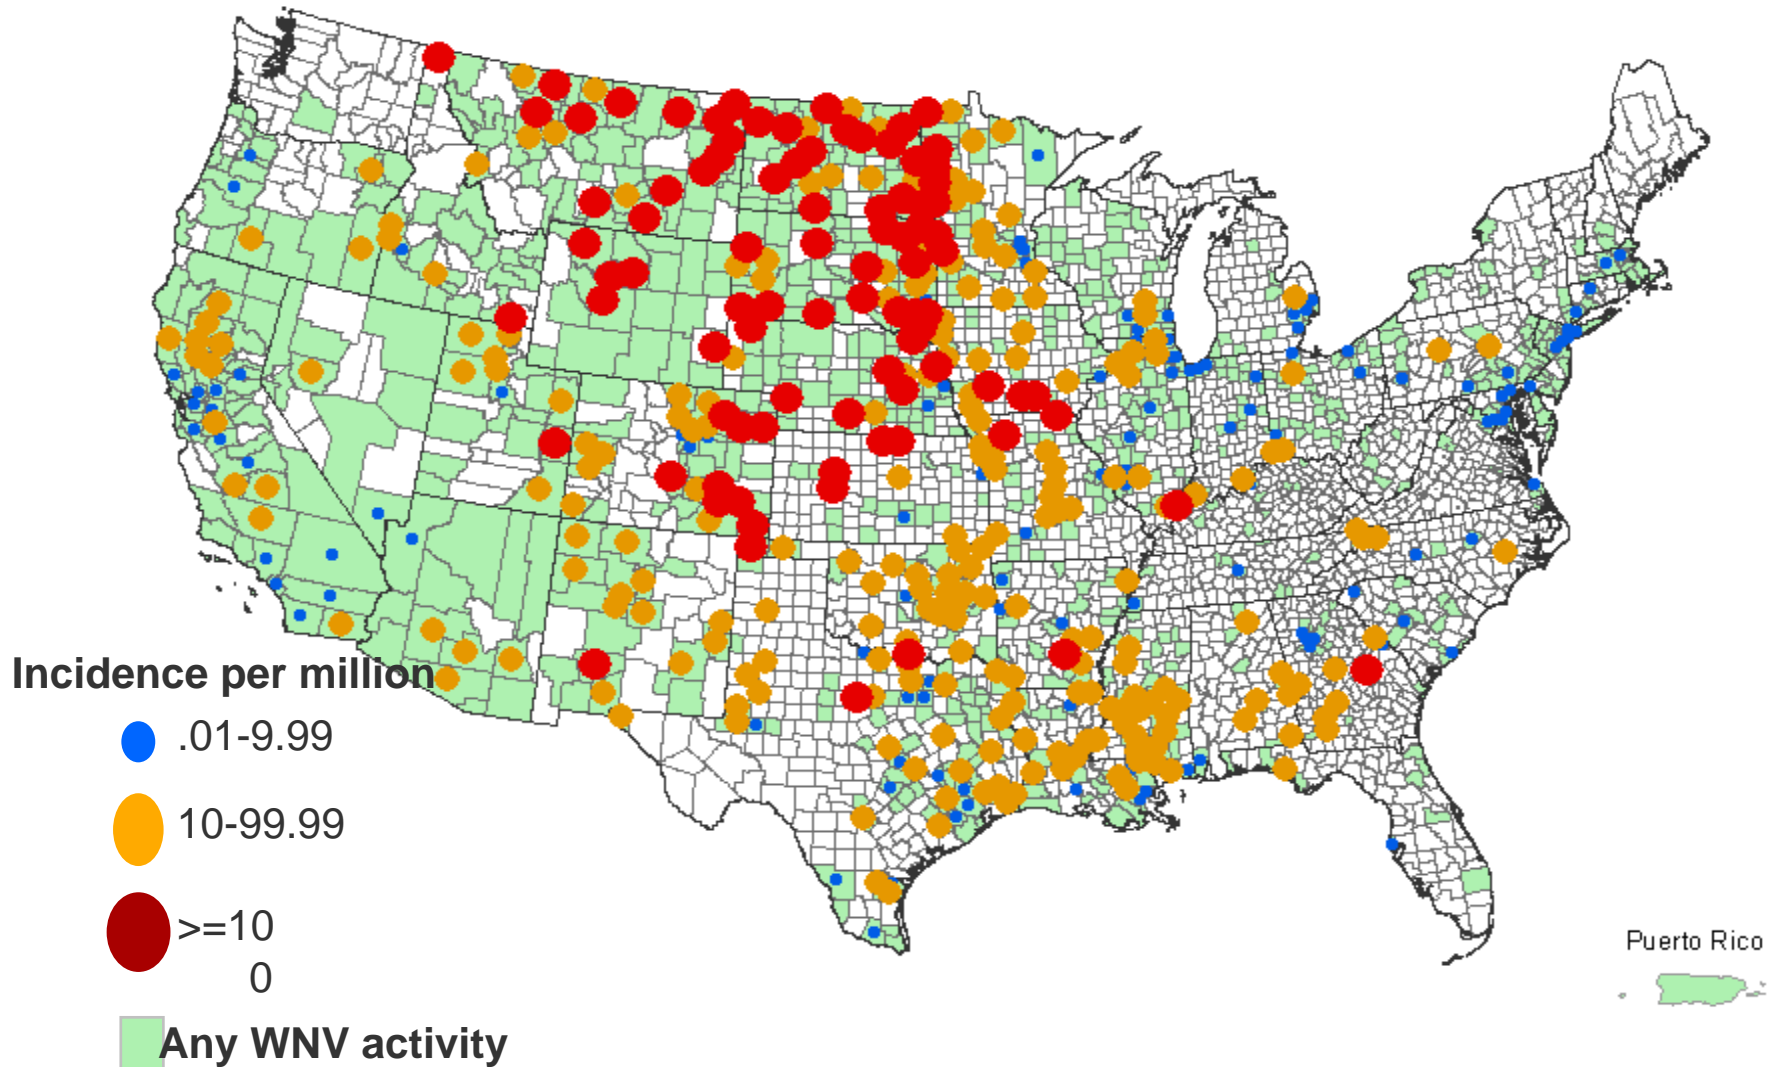 Incidence per million
.01-9.99
10-99.99
>=10
0
Any WNV activity
Puerto Rico